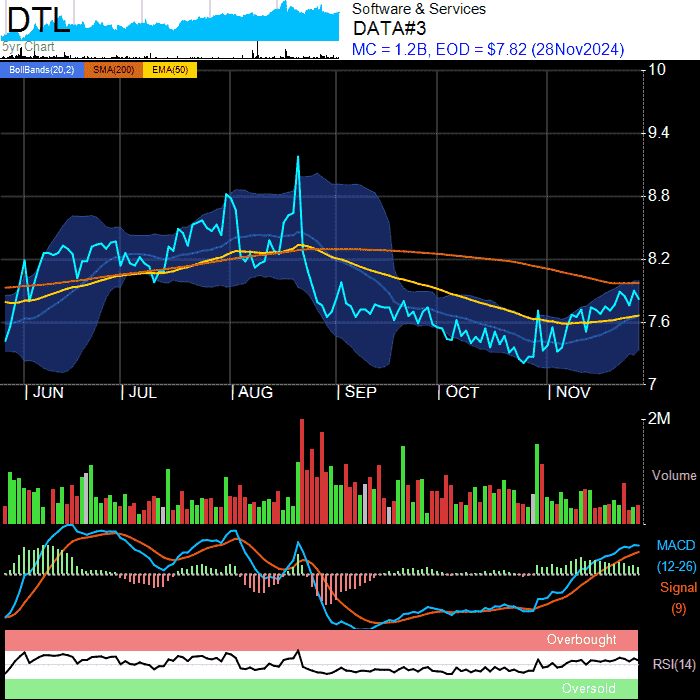 DTL
5yr Chart
Software & Services
DATA#3
MC = 1.2B, EOD = $7.82 (28Nov2024)
BollBands(20,2) SMA(200) EMA(50)
10
9.4
8.8
8.2
7.6
7
JUN JUL AUG SEP OCT NOV
2M
Volume
MACD
(12-26)
Signal
(9)
Overbought
RSI(14)
Oversold